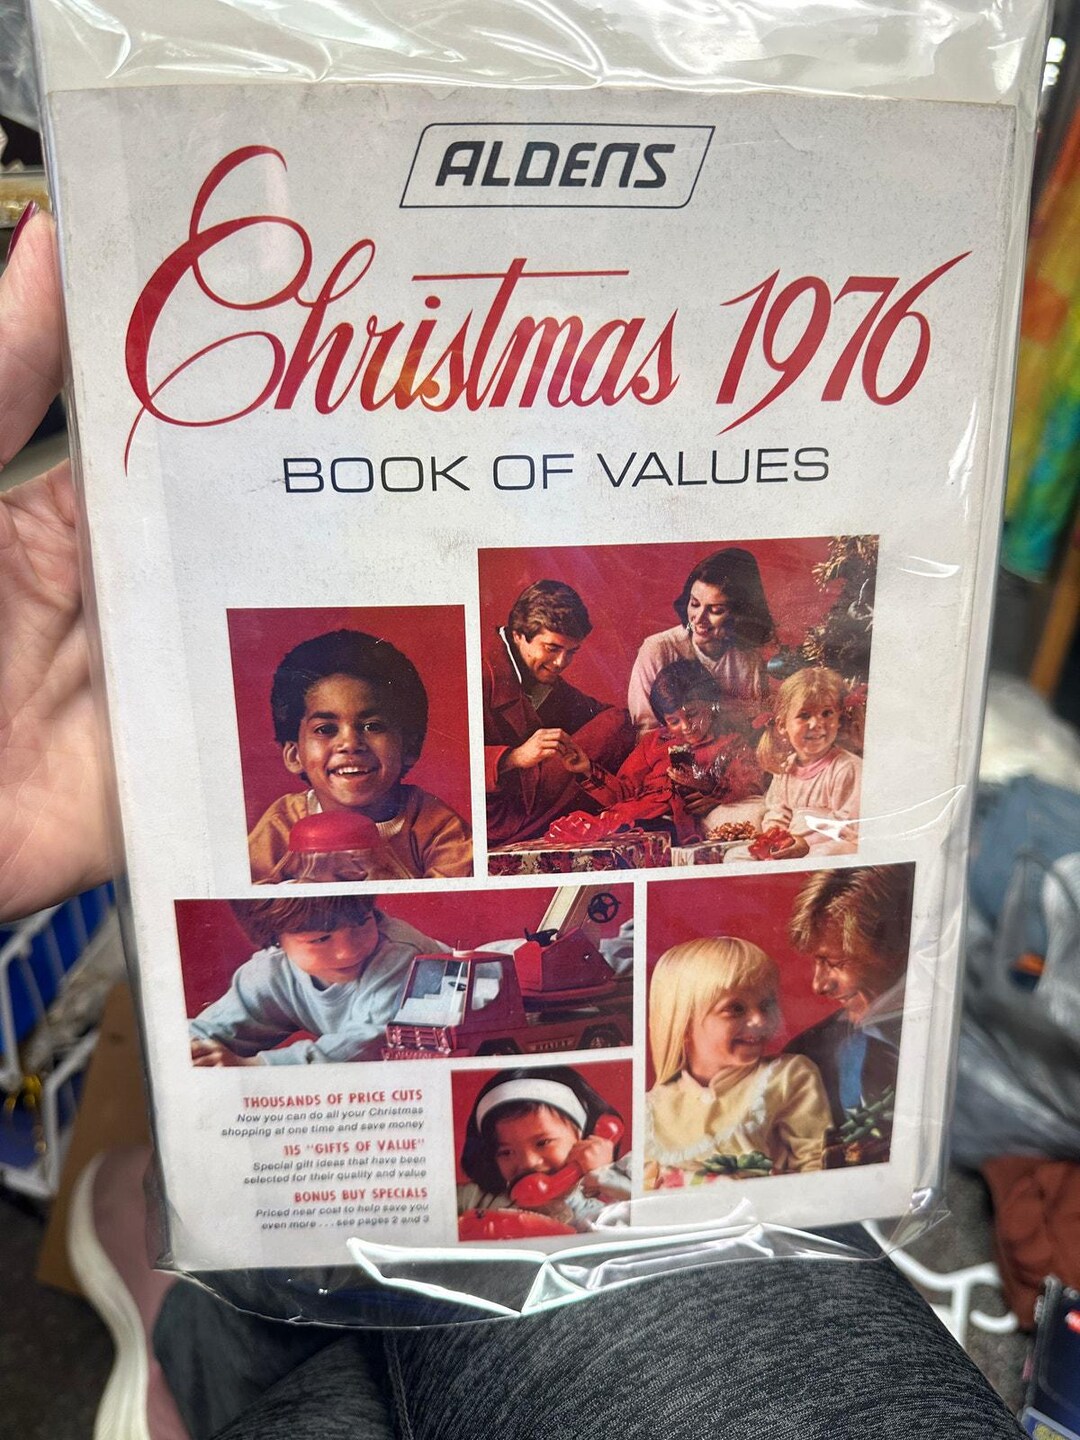 ALDENS
Christmas 1976
BOOK OF VALUES
THOUSANDS OF PRICE CUTS
Now you can do all your Christmas
shopping at one time and save money
115 "GIFTS OF VALUE"
Special gift ideas that have been
selected for their quality and value
BONUS BUY SPECIALS
Priced near cost to help save you
even more . . . see pages 2 and 3